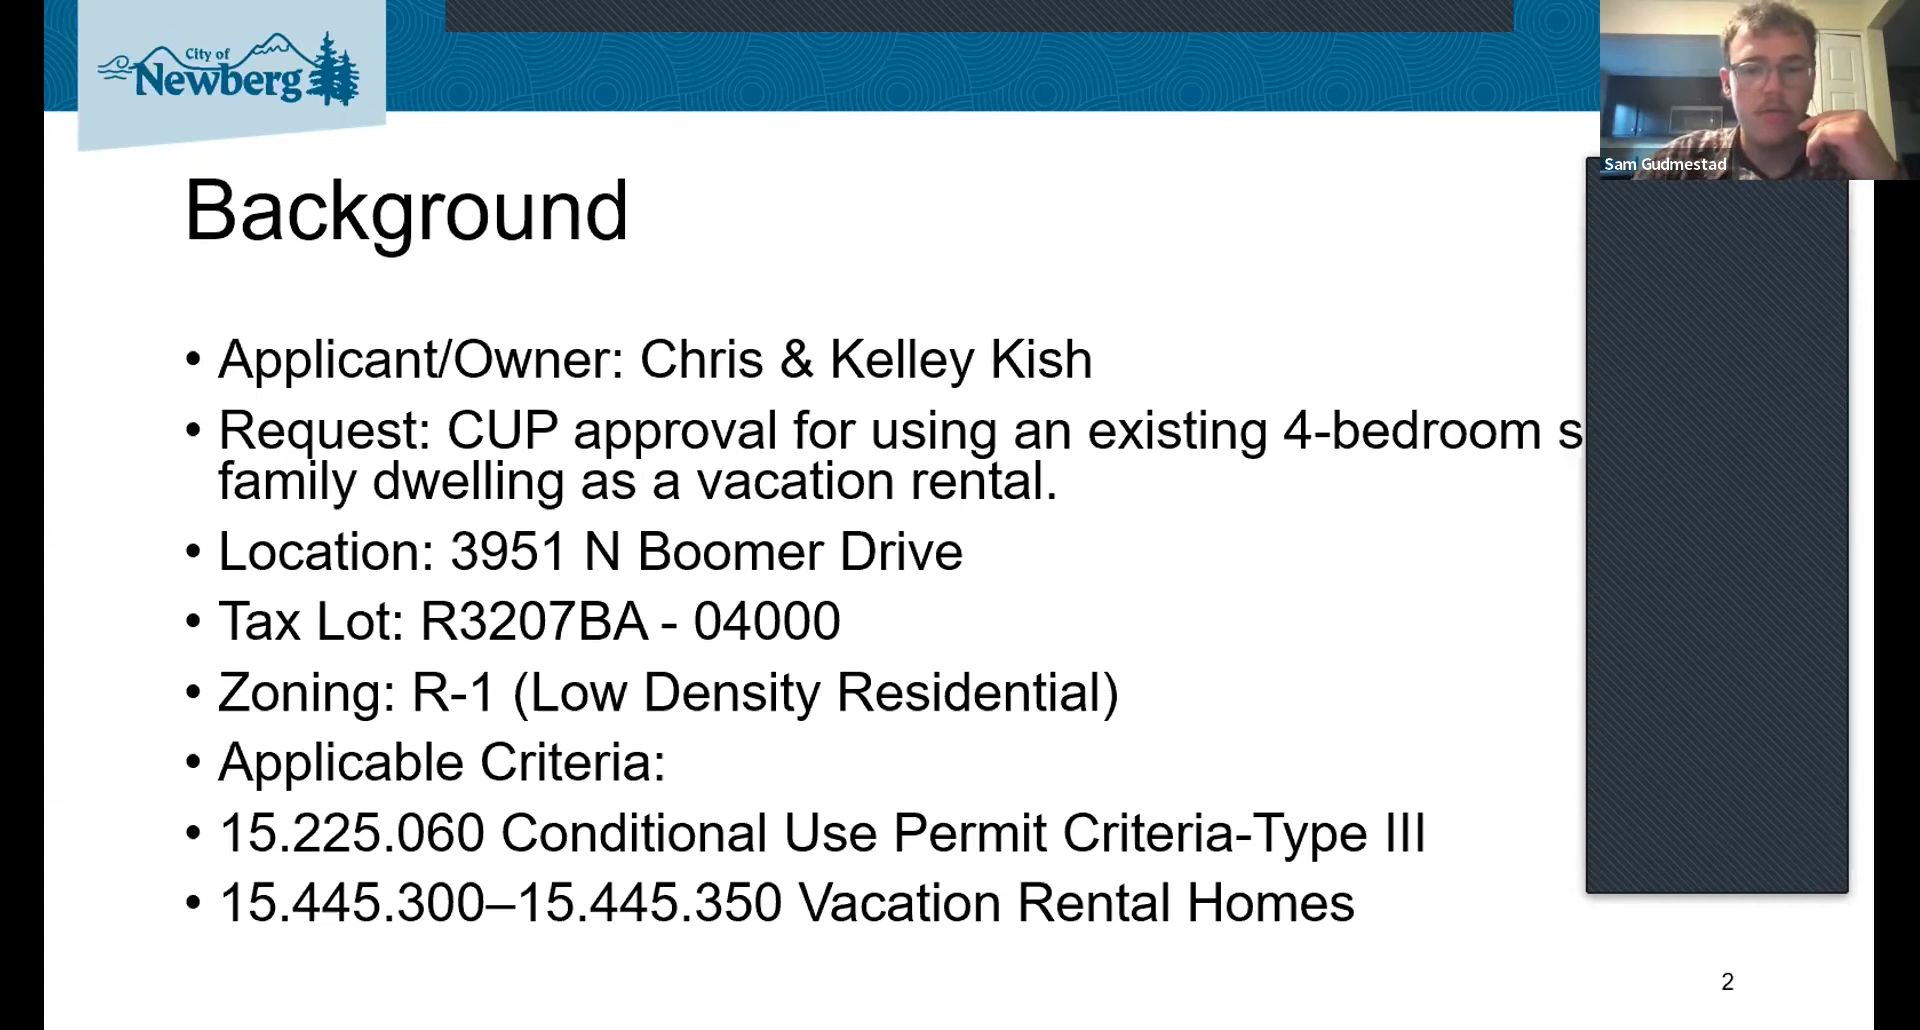 City of
Newberg
Sam Gudmestad
Background
• Applicant/Owner: Chris & Kelley Kish
• Request: CUP approval for using an existing 4-bedroom s
family dwelling as a vacation rental.
• Location: 3951 N Boomer Drive
• Tax Lot: R3207BA - 04000
• Zoning: R-1 (Low Density Residential)
• Applicable Criteria:
• 15.225.060 Conditional Use Permit Criteria-Type III
• 15.445.300–15.445.350 Vacation Rental Homes
2